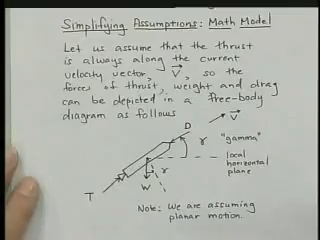 Simplifying Assumptions: Math Model
Let us assume that the thrust
is always along the current
velocity vector, V, so the
forces of thrust, weight and drag
can be depicted in a free-body
diagram as follows
V
D
γ "gamma"
local
horizontal
plane
γ
W
T
Note: We are assuming
planar motion.